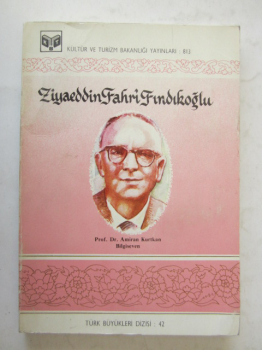 KÜLTÜR VE TURİZM BAKANLIĞI YAYINLARI : 815
Ziyaeddin Fahri Fındıkoğlu
Prof. Dr. Amiran Kurtkan
Bilgiseven
TÜRK BÜYÜKLERİ DİZİSİ : 42